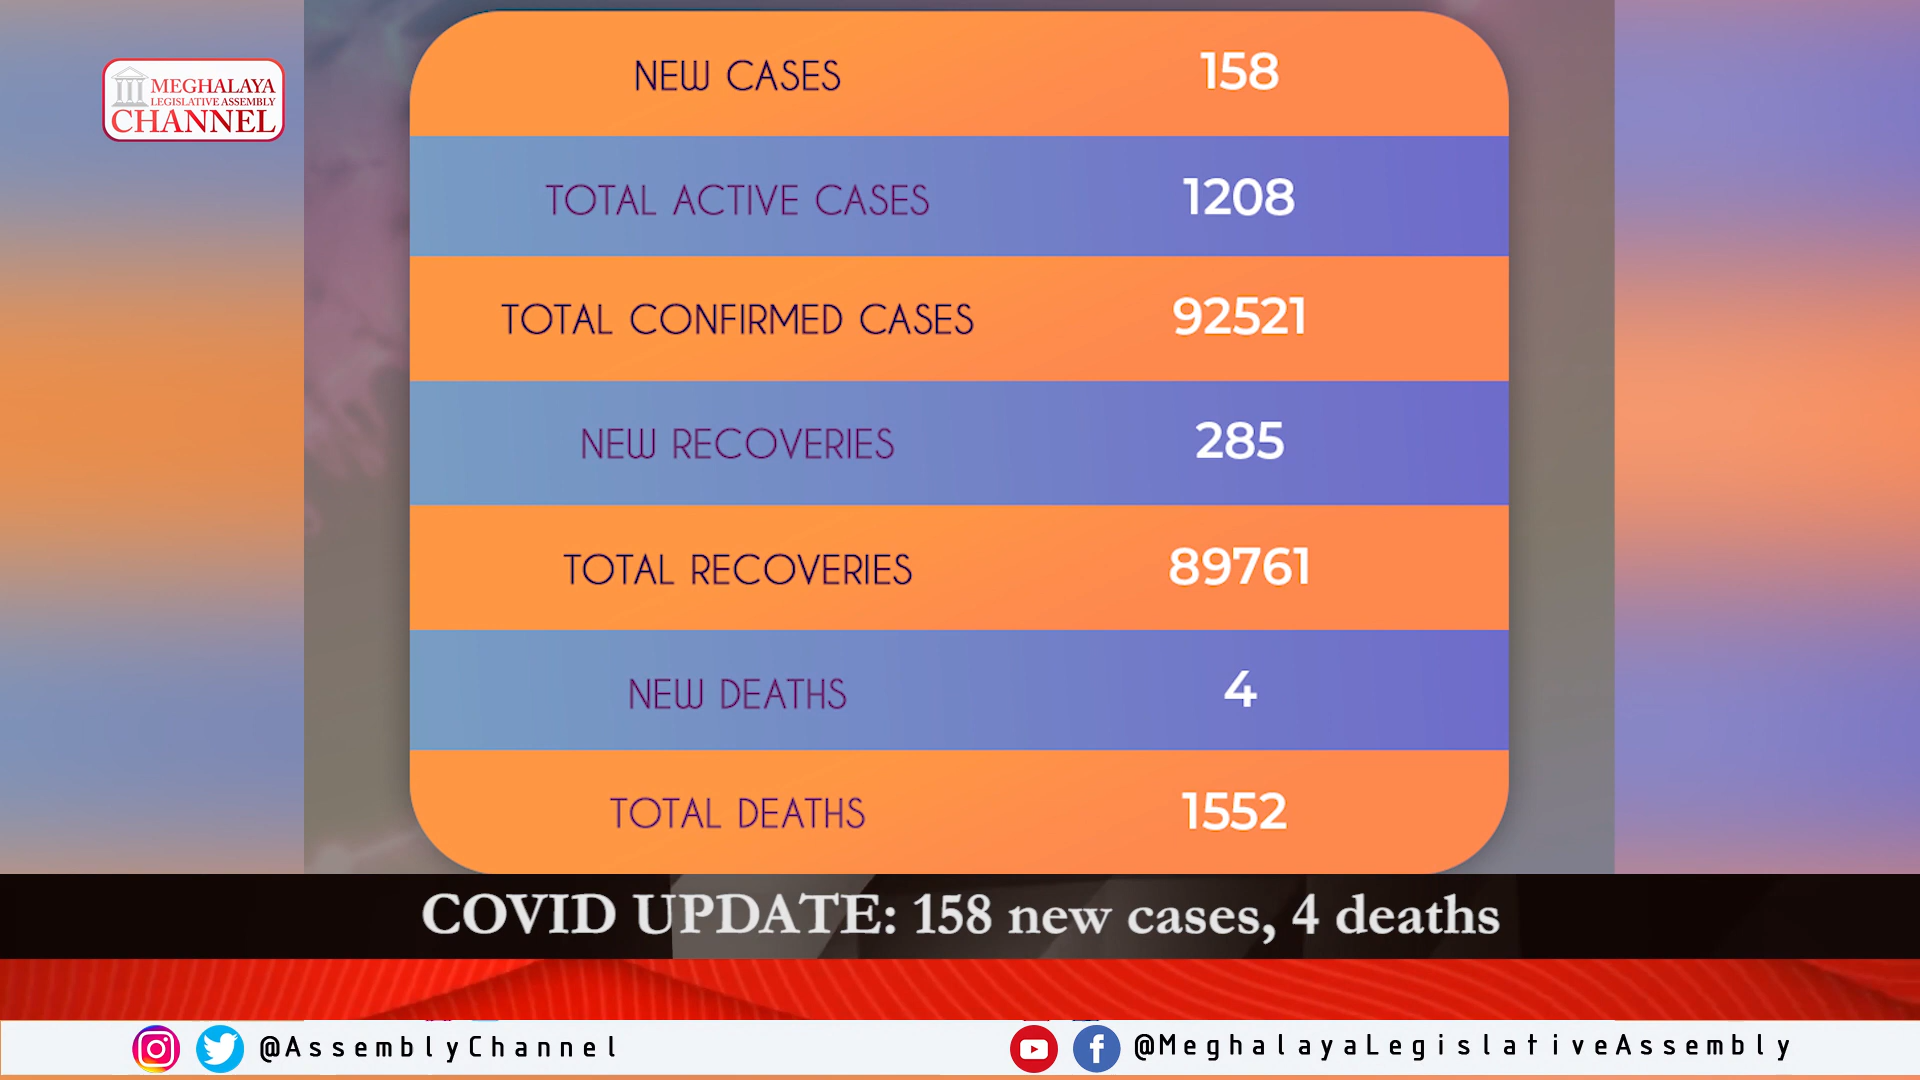 MEGHALAYA
LEGISLATIVE ASSEMBLY
CHANNEL
NEW CASES 158
TOTAL ACTIVE CASES 1208
TOTAL CONFIRMED CASES 92521
NEW RECOVERIES 285
TOTAL RECOVERIES 89761
NEW DEATHS 4
TOTAL DEATHS 1552
COVID UPDATE: 158 new cases, 4 deaths
@AssemblyChannel @MeghalayaLegislativeAssembly